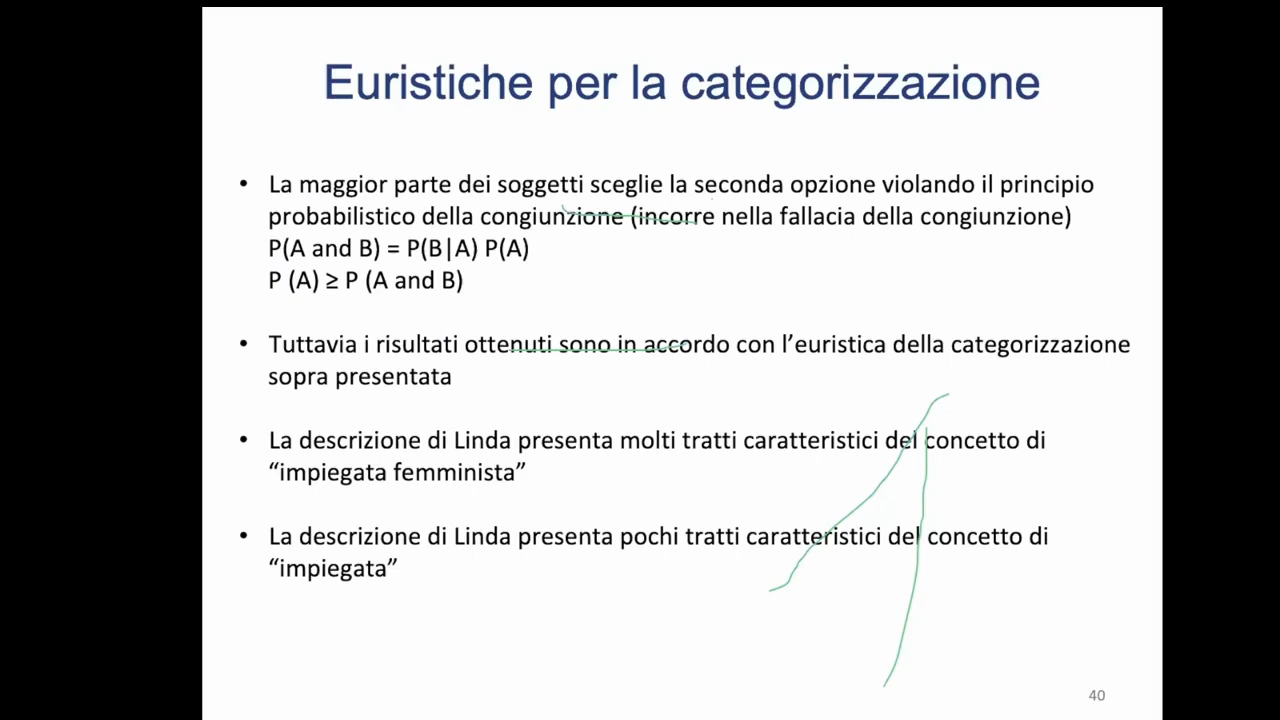 Euristiche per la categorizzazione
• La maggior parte dei soggetti sceglie la seconda opzione violando il principio
probabilistico della congiunzione (incorre nella fallacia della congiunzione)
P(A and B) = P(B|A) P(A)
P (A) ≥ P (A and B)
• Tuttavia i risultati ottenuti sono in accordo con l’euristica della categorizzazione
sopra presentata
• La descrizione di Linda presenta molti tratti caratteristici del concetto di
“impiegata femminista”
• La descrizione di Linda presenta pochi tratti caratteristici del concetto di
“impiegata”
40